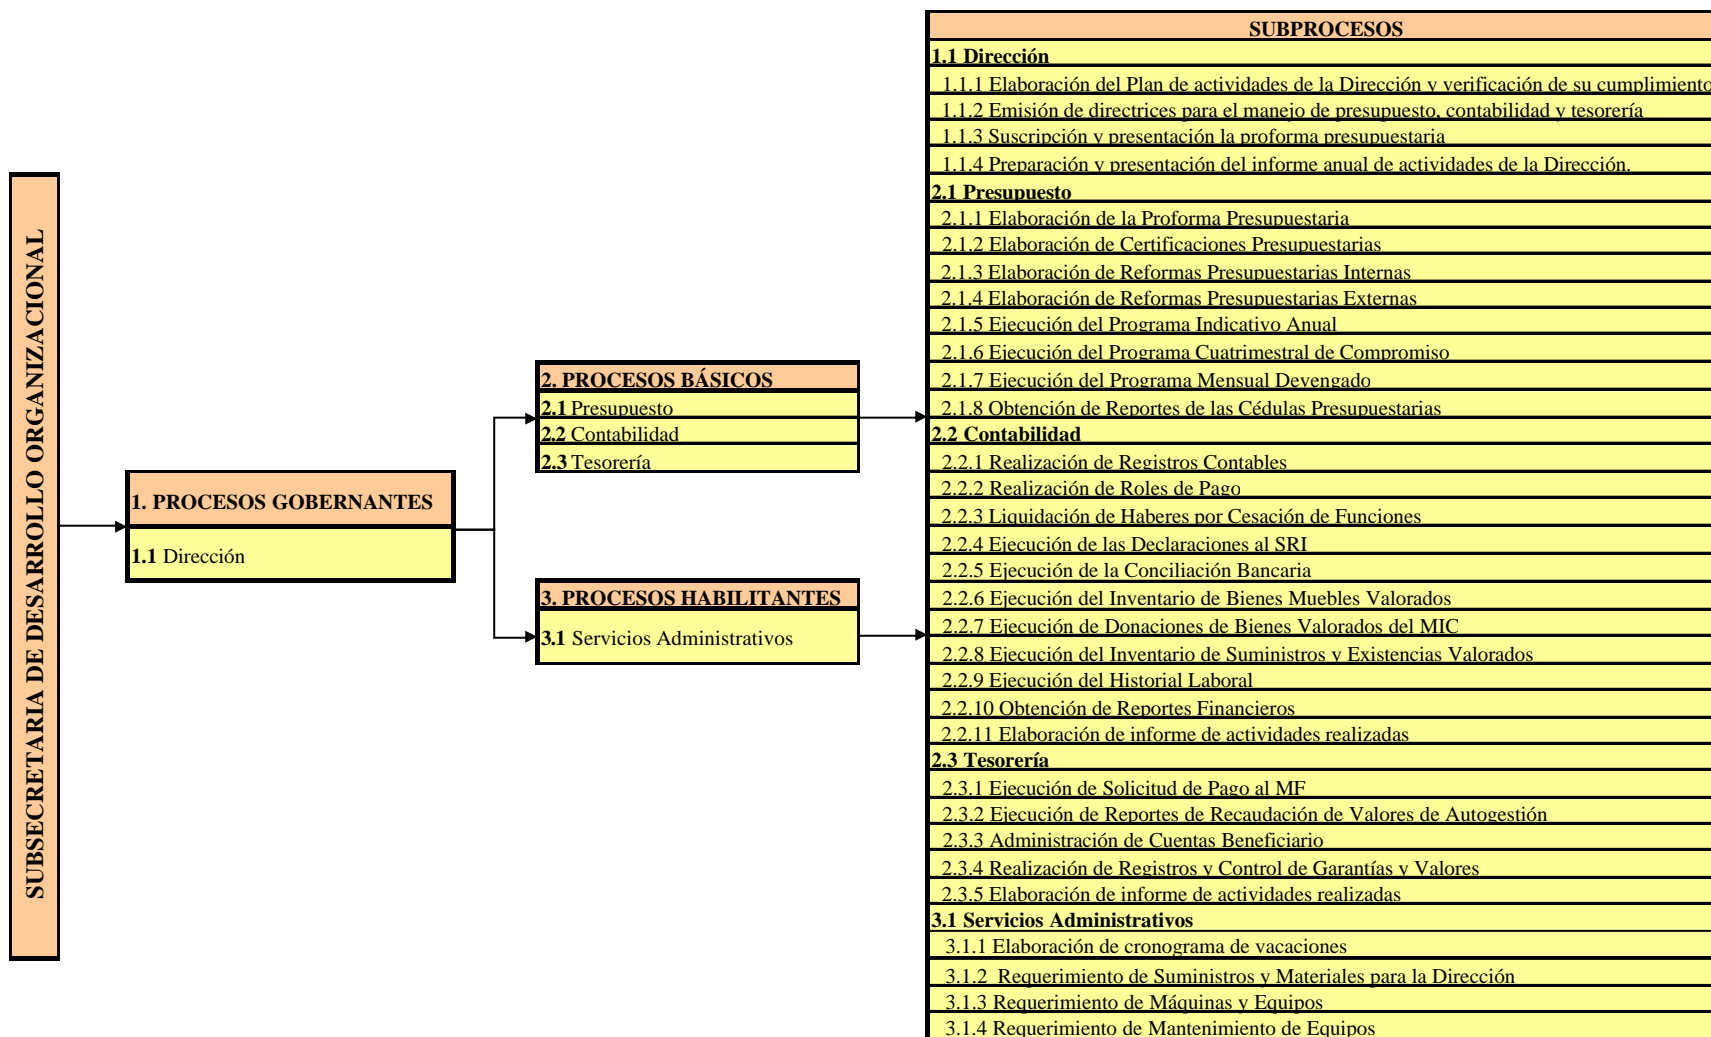 SUBSECRETARIA DE DESARROLLO ORGANIZACIONAL
1. PROCESOS GOBERNANTES
1.1 Dirección
2. PROCESOS BÁSICOS
2.1 Presupuesto
2.2 Contabilidad
2.3 Tesorería
3. PROCESOS HABILITANTES
3.1 Servicios Administrativos
SUBPROCESOS
1.1 Dirección
1.1.1 Elaboración del Plan de actividades de la Dirección y verificación de su cumplimiento
1.1.2 Emisión de directrices para el manejo de presupuesto, contabilidad y tesorería
1.1.3 Suscripción y presentación la proforma presupuestaria
1.1.4 Preparación y presentación del informe anual de actividades de la Dirección.
2.1 Presupuesto
2.1.1 Elaboración de la Proforma Presupuestaria
2.1.2 Elaboración de Certificaciones Presupuestarias
2.1.3 Elaboración de Reformas Presupuestarias Internas
2.1.4 Elaboración de Reformas Presupuestarias Externas
2.1.5 Ejecución del Programa Indicativo Anual
2.1.6 Ejecución del Programa Cuatrimestral de Compromiso
2.1.7 Ejecución del Programa Mensual Devengado
2.1.8 Obtención de Reportes de las Cédulas Presupuestarias
2.2 Contabilidad
2.2.1 Realización de Registros Contables
2.2.2 Realización de Roles de Pago
2.2.3 Liquidación de Haberes por Cesación de Funciones
2.2.4 Ejecución de las Declaraciones al SRI
2.2.5 Ejecución de la Conciliación Bancaria
2.2.6 Ejecución del Inventario de Bienes Muebles Valorados
2.2.7 Ejecución de Donaciones de Bienes Valorados del MIC
2.2.8 Ejecución del Inventario de Suministros y Existencias Valorados
2.2.9 Ejecución del Historial Laboral
2.2.10 Obtención de Reportes Financieros
2.2.11 Elaboración de informe de actividades realizadas
2.3 Tesorería
2.3.1 Ejecución de Solicitud de Pago al MF
2.3.2 Ejecución de Reportes de Recaudación de Valores de Autogestión
2.3.3 Administración de Cuentas Beneficiario
2.3.4 Realización de Registros y Control de Garantías y Valores
2.3.5 Elaboración de informe de actividades realizadas
3.1 Servicios Administrativos
3.1.1 Elaboración de cronograma de vacaciones
3.1.2 Requerimiento de Suministros y Materiales para la Dirección
3.1.3 Requerimiento de Máquinas y Equipos
3.1.4 Requerimiento de Mantenimiento de Equipos